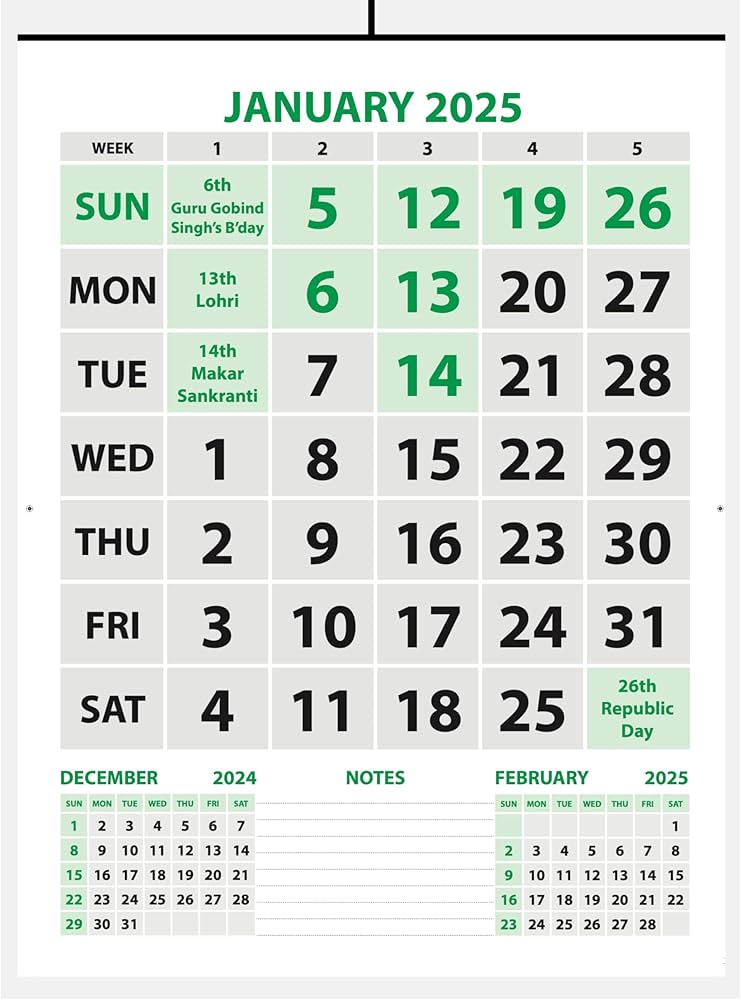 JANUARY 2025
WEEK 1 2 3 4 5
SUN 6th Guru Gobind Singh’s B’day 5 12 19 26
MON 13th Lohri 6 13 20 27
TUE 14th Makar Sankranti 7 14 21 28
WED 1 8 15 22 29
THU 2 9 16 23 30
FRI 3 10 17 24 31
SAT 4 11 18 25 26th Republic Day
DECEMBER 2024
SUN MON TUE WED THU FRI SAT
1 2 3 4 5 6 7
8 9 10 11 12 13 14
15 16 17 18 19 20 21
22 23 24 25 26 27 28
29 30 31
NOTES
FEBRUARY 2025
SUN MON TUE WED THU FRI SAT
1
2 3 4 5 6 7 8
9 10 11 12 13 14 15
16 17 18 19 20 21 22
23 24 25 26 27 28